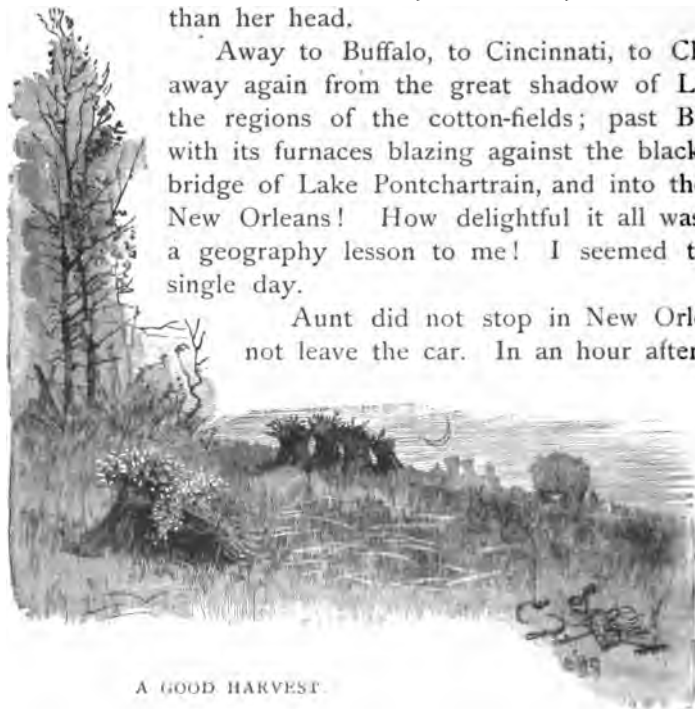 than her head.
Away to Buffalo, to Cincinnati, to
away again from the great shadow of
the regions of the cotton-fields; past
with its furnaces blazing against the black
bridge of Lake Pontchartrain, and into
New Orleans! How delightful it all was
a geography lesson to me! I seemed
single day.
Aunt did not stop in New
not leave the car. In an hour after
A GOOD HARVEST